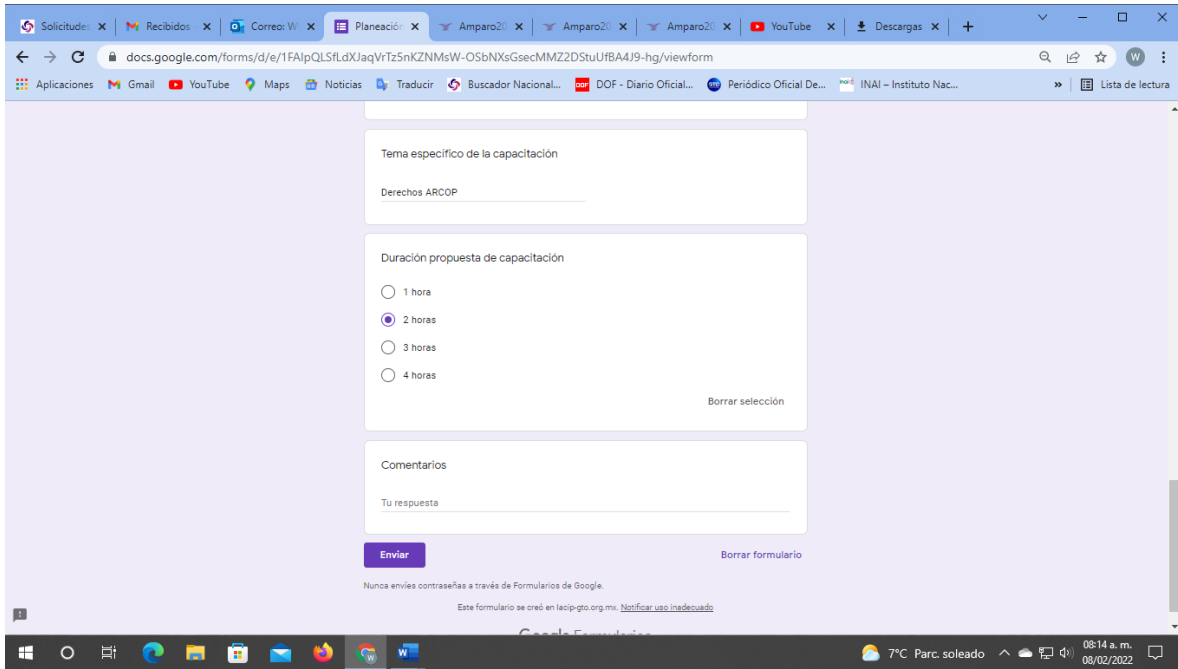 Solicitudes
Recibidos
Correo: W
Planeación
Amparo20
Amparo20
Amparo20
YouTube
Descargas
docs.google.com/forms/d/e/1FAIpQLSfLdXJaqVrTz5nKZNMsW-OSbNXsGsecMMZ2DStuUfBA4J9-hg/viewform
W
Aplicaciones
Gmail
YouTube
Maps
Noticias
Traducir
Buscador Nacional...
DOF - Diario Oficial...
Periódico Oficial De...
INAI – Instituto Nac...
»
Lista de lectura
Tema específico de la capacitación
Derechos ARCOP
Duración propuesta de capacitación
1 hora
2 horas
3 horas
4 horas
Borrar selección
Comentarios
Tu respuesta
Enviar
Borrar formulario
Nunca envíes contraseñas a través de Formularios de Google.
Este formulario se creó en Iacip-gto.org.mx. Notificar uso inadecuado
Google Formularios
7°C Parc. soleado
08:14 a. m.
08/02/2022